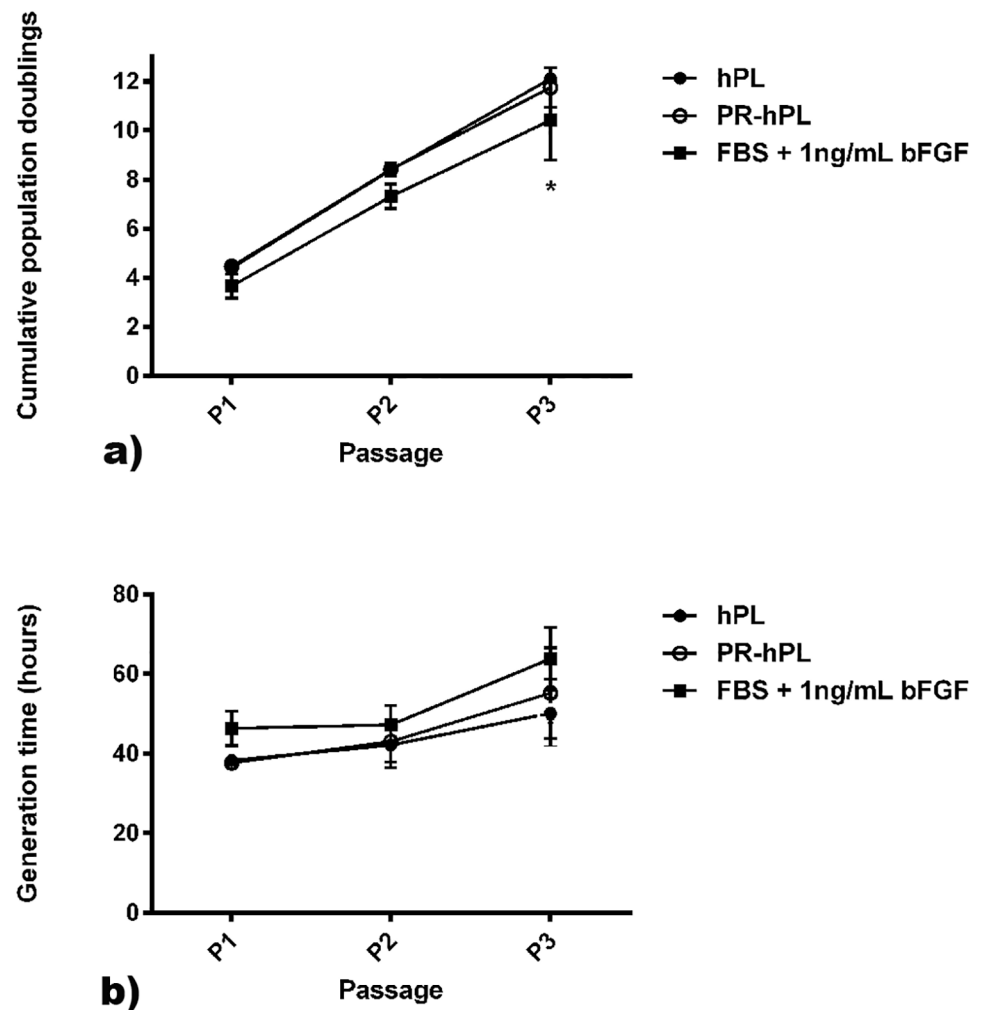 Cumulative population doublings
12
10
8
6
4
2
0
P1
P2
P3
*
Passage
a)
hPL
PR-hPL
FBS + 1ng/mL bFGF
Generation time (hours)
80
60
40
20
0
P1
P2
P3
Passage
b)
hPL
PR-hPL
FBS + 1ng/mL bFGF